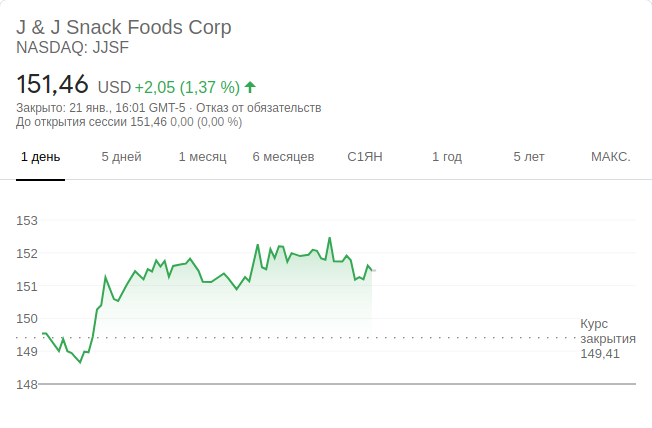 J & J Snack Foods Corp
NASDAQ: JJSF
151,46 USD +2,05 (1,37 %)
Закрыто: 21 янв., 16:01 GMT-5 · Отказ от обязательств
До открытия сессии 151,46 0,00 (0,00 %)
1 день 5 дней 1 месяц 6 месяцев С1ЯН 1 год 5 лет МАКС.
153
152
151
150
149
148
Курс
закрытия
149,41